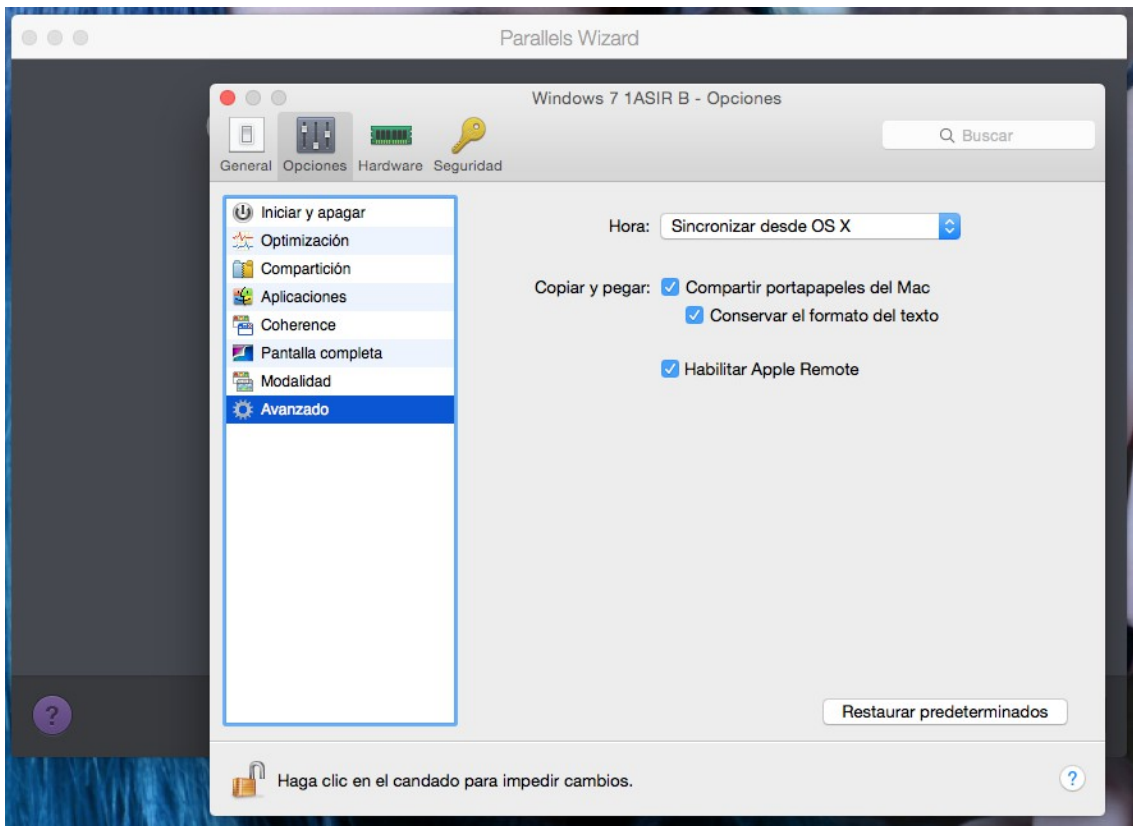 Parallels Wizard
Windows 7 1ASIR B - Opciones
General Opciones Hardware Seguridad
Buscar
Iniciar y apagar
Optimización
Compartición
Aplicaciones
Coherence
Pantalla completa
Modalidad
Avanzado
Hora: Sincronizar desde OS X
Copiar y pegar: Compartir portapapeles del Mac
Conservar el formato del texto
Habilitar Apple Remote
Restaurar predeterminados
?
Haga clic en el candado para impedir cambios.
?